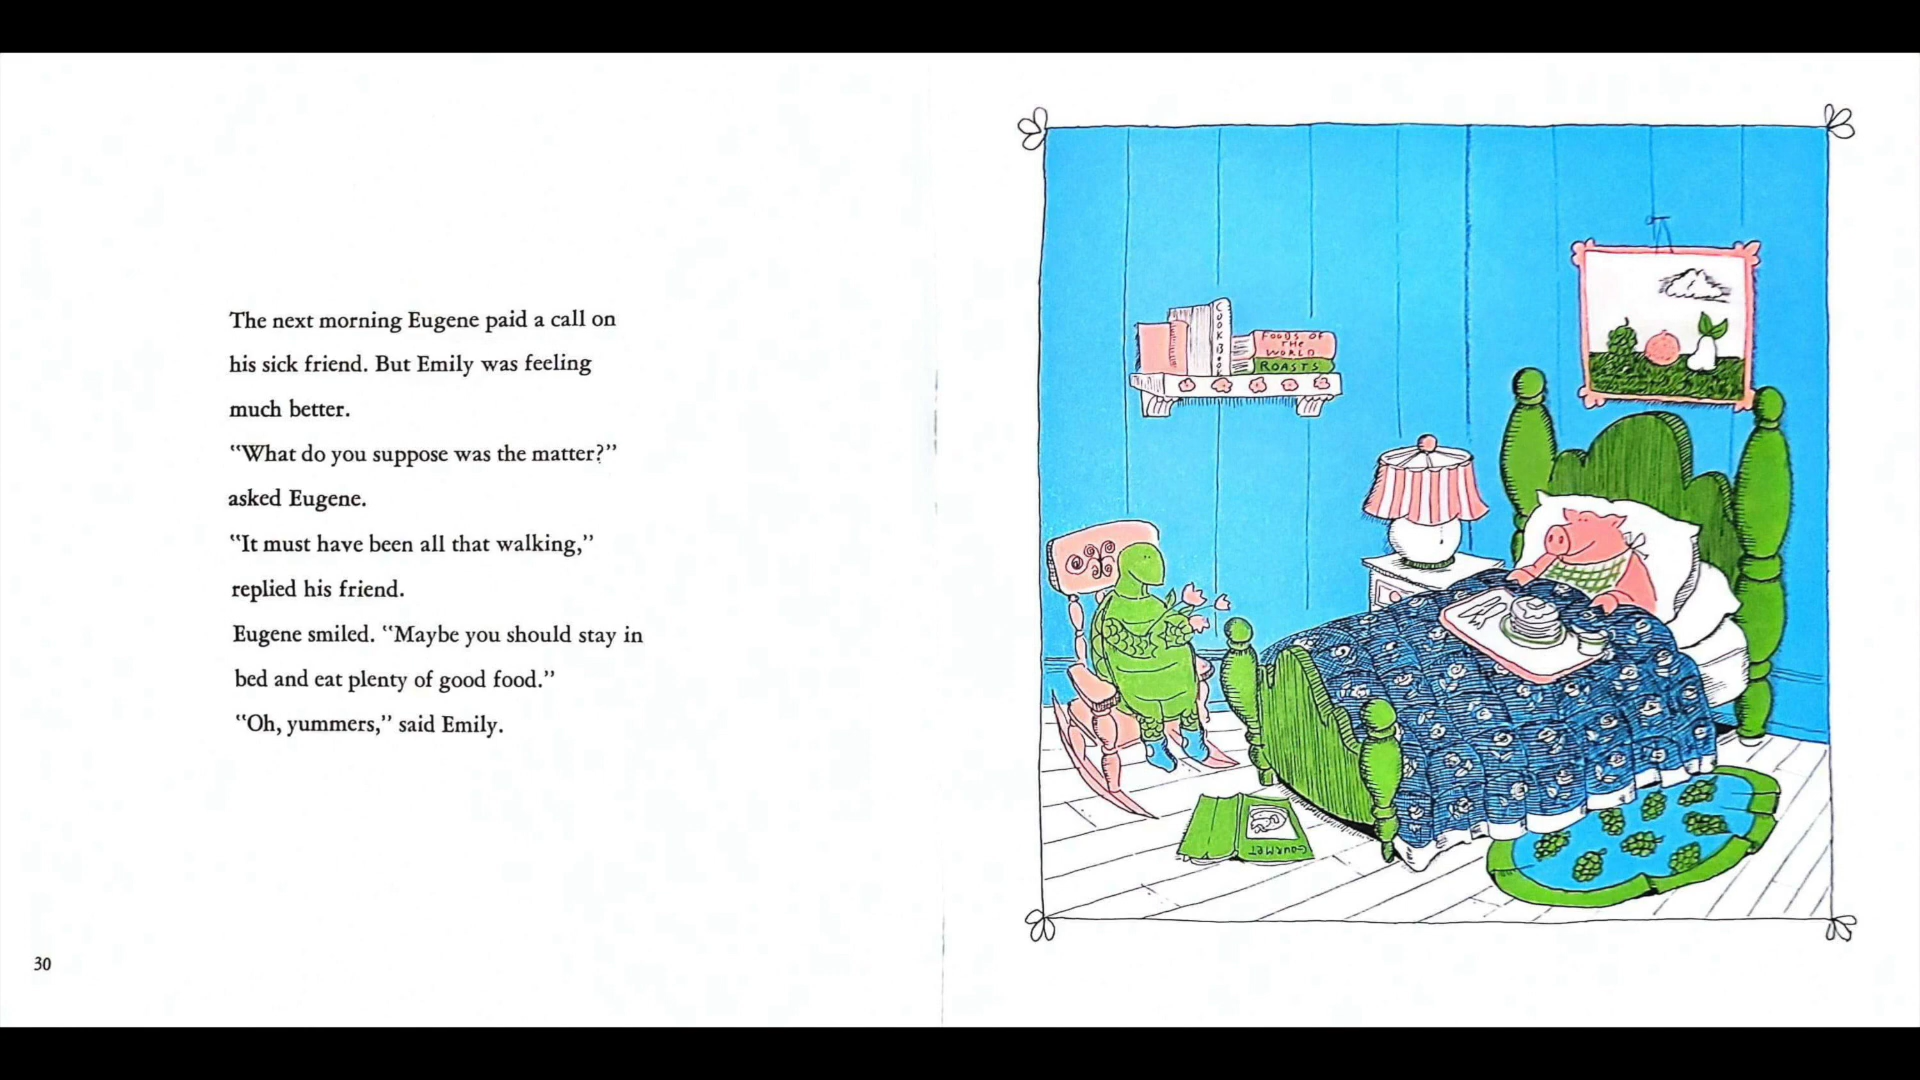 The next morning Eugene paid a call on
his sick friend. But Emily was feeling
much better.
"What do you suppose was the matter?"
asked Eugene.
"It must have been all that walking,"
replied his friend.
Eugene smiled. "Maybe you should stay in
bed and eat plenty of good food."
"Oh, yummers," said Emily.
30
COOK BOOK
FOODS OF
THE
WORLD
ROASTS
GOURMET